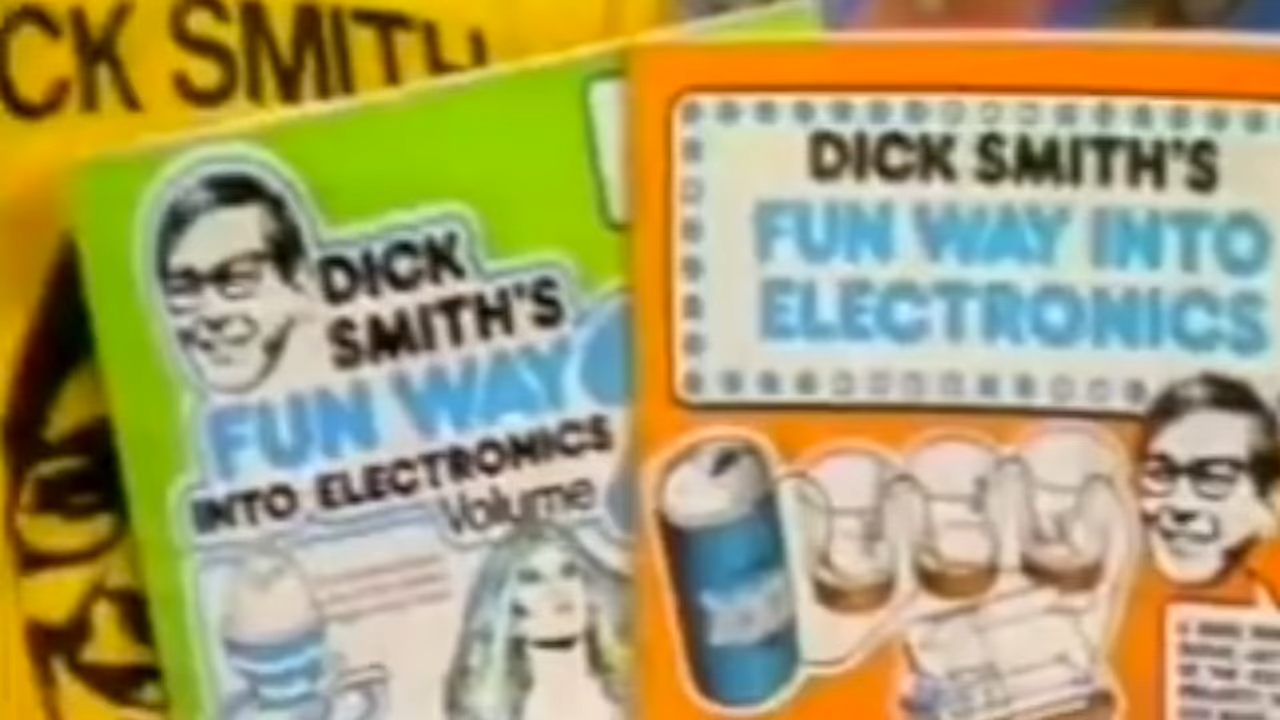 CK SMITH
DICK
SMITH'S
FUN WAY
INTO ELECTRONICS
Volume
DICK SMITH'S
FUN WAY INTO
ELECTRONICS